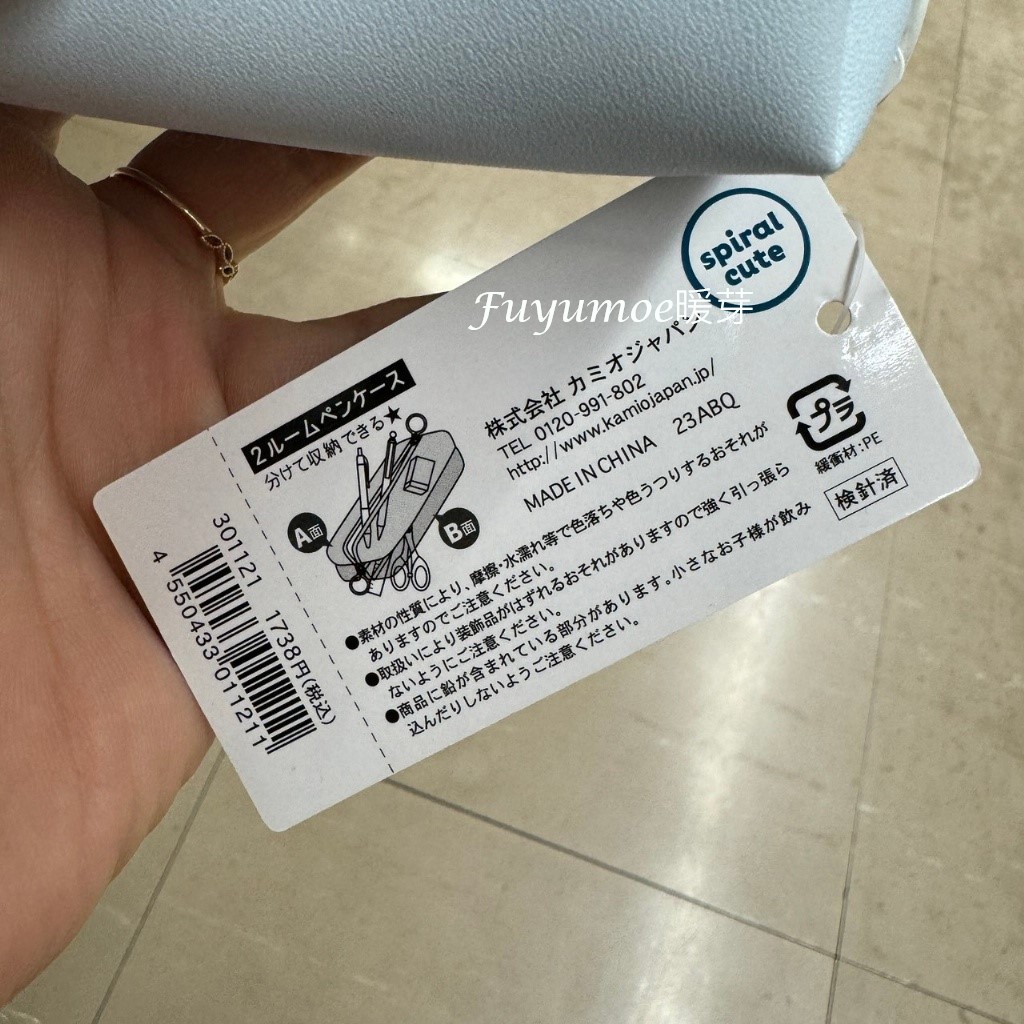 spiral
cute
Fuyumoe暖芽
2ルームペンケース
分けて収納できる★
A面
B面
株式会社 カミオジャパン
TEL 0120-991-802
http://www.kamiojapan.jp/
MADE IN CHINA 23ABQ
プラ
緩衝材:PE
検針済
●素材の性質により、摩擦・水濡れ等で色落ちや色うつりするおそれが
ありますのでご注意ください。
●取扱いにより装飾品がはずれるおそれがありますので強く引っ張ら
ないようにご注意ください。
●商品に鉛が含まれている部分があります。小さなお子様が飲み
込んだりしないようご注意ください。
301121 1738円(税込)
4 550433 011211